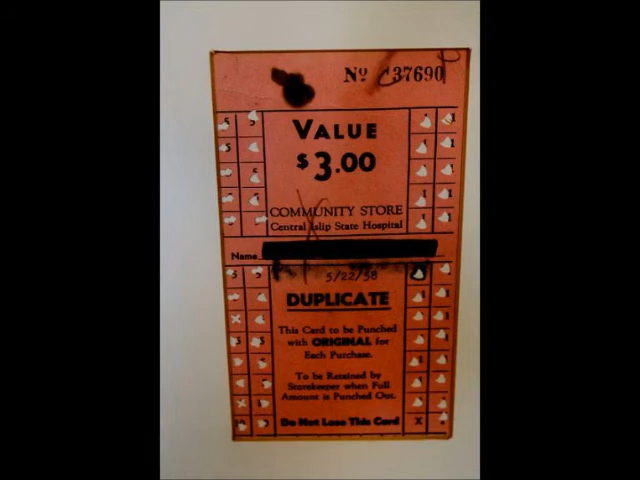 Nº 37690
VALUE
$3.00
COMMUNITY STORE
Central Islip State Hospital
Name
5/22/58
DUPLICATE
This Card to be Punched
with ORIGINAL for
Each Purchase.
To be Retained by
Storekeeper when Full
Amount is Punched Out.
Do Not Lose This Card